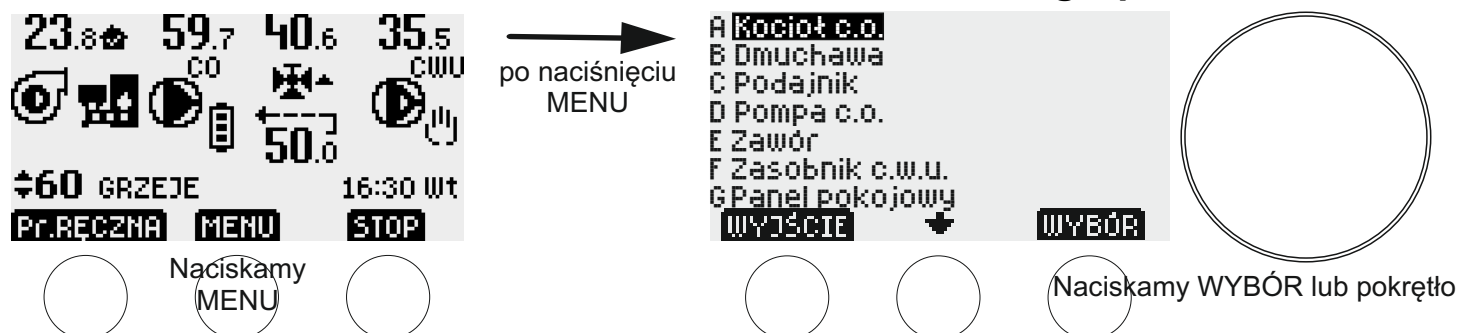 23.8 59.7 40.6 35.5
CO CWU
50.0
60 GRZEJE 16:30 Wt
Pr.RĘCZNA MENU STOP
Naciskamy
MENU
po naciśnięciu
MENU
A Kocioł c.o.
B Dmuchawa
C Podajnik
D Pompa c.o.
E Zawór
F Zasobnik c.w.u.
G Panel pokojowy
WYJŚCIE WYBÓR
Naciskamy WYBÓR lub pokrętło